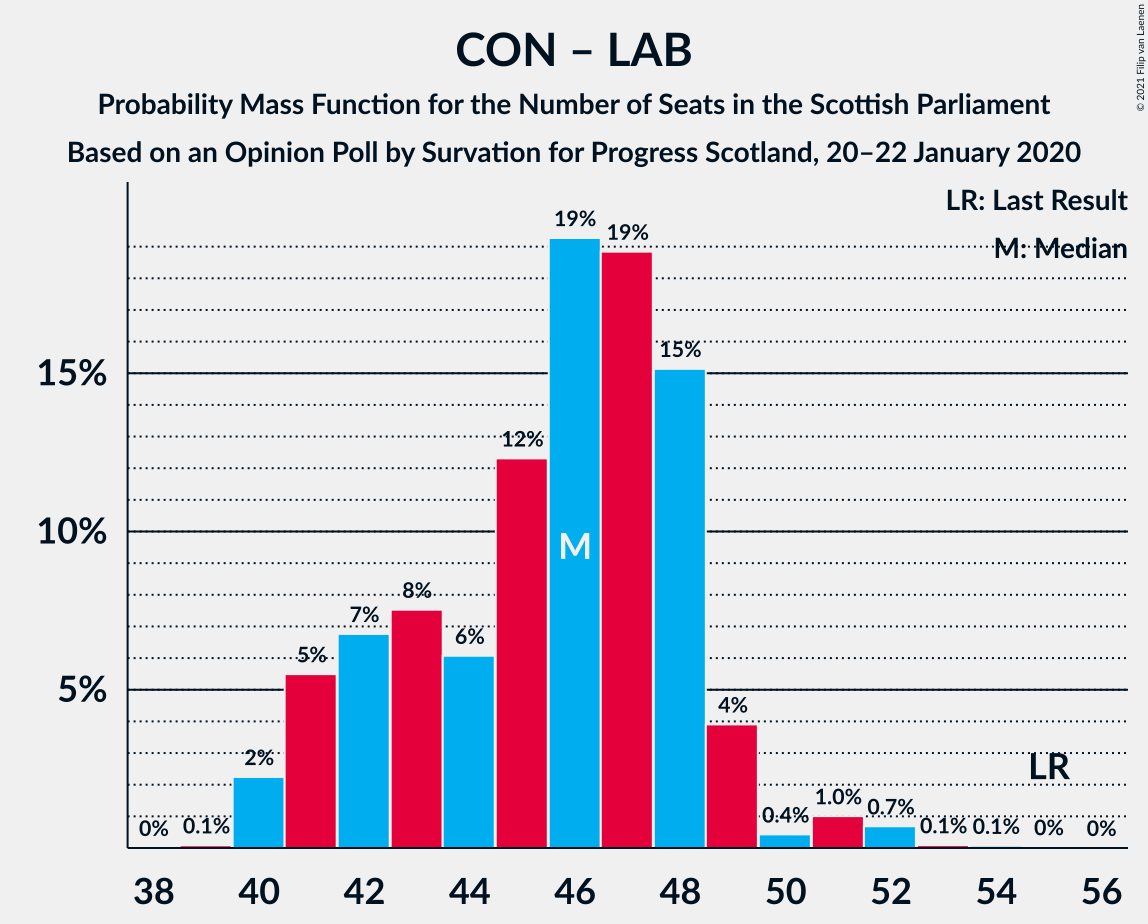 CON – LAB
Probability Mass Function for the Number of Seats in the Scottish Parliament
Based on an Opinion Poll by Survation for Progress Scotland, 20–22 January 2020
© 2021 Filip van Laenen
LR: Last Result
M: Median
15%
10%
5%
0%
0.1%
2%
5%
7%
8%
6%
12%
19%
19%
15%
4%
0.4%
1.0%
0.7%
0.1%
0.1%
0%
0%
M
LR
38 40 42 44 46 48 50 52 54 56